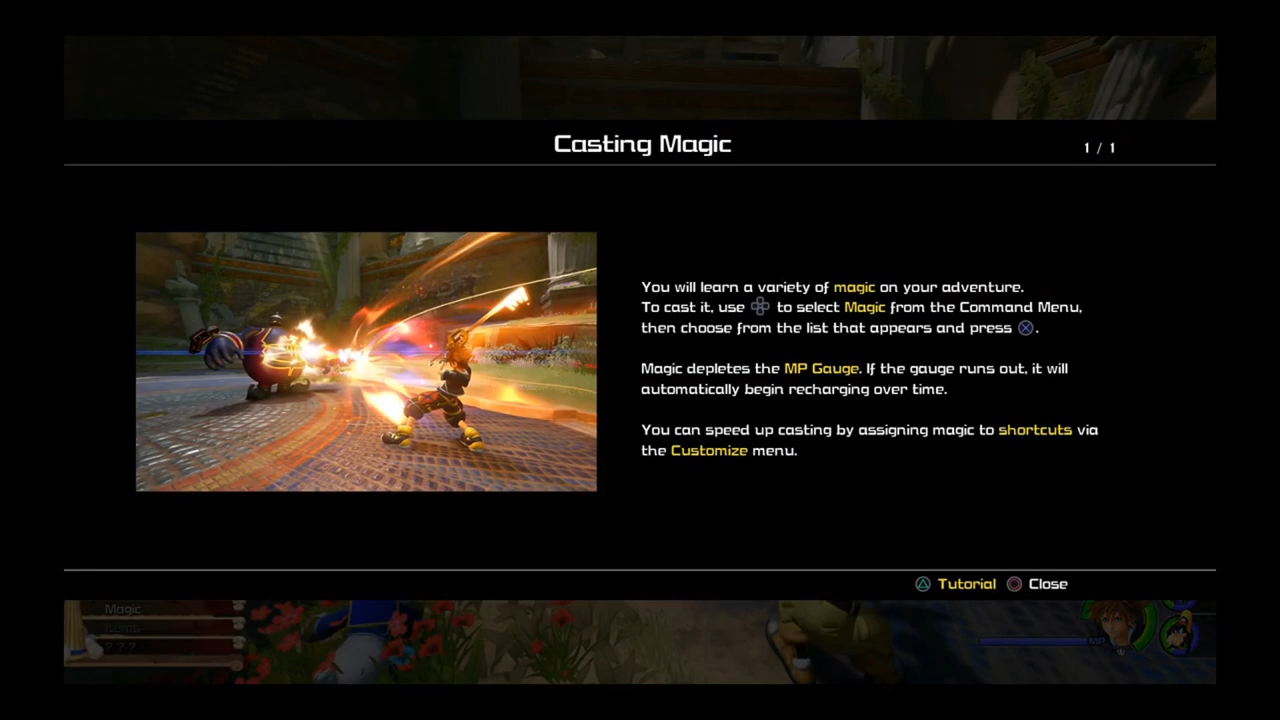 Casting Magic
1 / 1
You will learn a variety of magic on your adventure.
To cast it, use to select Magic from the Command Menu,
then choose from the list that appears and press .
Magic depletes the MP Gauge. If the gauge runs out, it will
automatically begin recharging over time.
You can speed up casting by assigning magic to shortcuts via
the Customize menu.
Tutorial Close
Magic
Items
???
MP